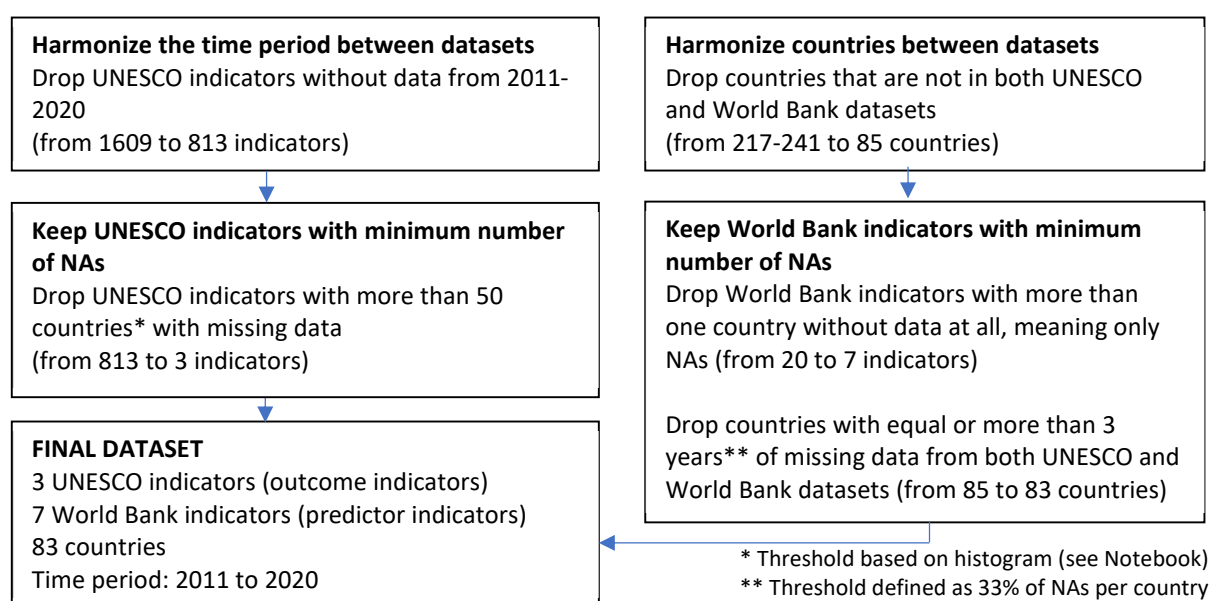 Harmonize the time period between datasets
Drop UNESCO indicators without data from 2011-
2020
(from 1609 to 813 indicators)
Harmonize countries between datasets
Drop countries that are not in both UNESCO
and World Bank datasets
(from 217-241 to 85 countries)
Keep UNESCO indicators with minimum number
of NAs
Drop UNESCO indicators with more than 50
countries* with missing data
(from 813 to 3 indicators)
Keep World Bank indicators with minimum
number of NAs
Drop World Bank indicators with more than
one country without data at all, meaning only
NAs (from 20 to 7 indicators)
Drop countries with equal or more than 3
years** of missing data from both UNESCO and
World Bank datasets (from 85 to 83 countries)
FINAL DATASET
3 UNESCO indicators (outcome indicators)
7 World Bank indicators (predictor indicators)
83 countries
Time period: 2011 to 2020
* Threshold based on histogram (see Notebook)
** Threshold defined as 33% of NAs per country